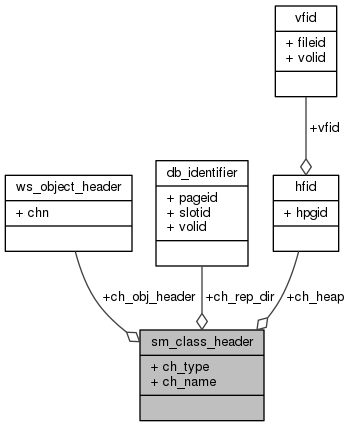 vfid
+ fileid
+ volid
+vfid
db_identifier
+ pageid
+ slotid
+ volid
ws_object_header
+ chn
hfid
+ hpgid
+ch_obj_header
+ch_rep_dir
+ch_heap
sm_class_header
+ ch_type
+ ch_name